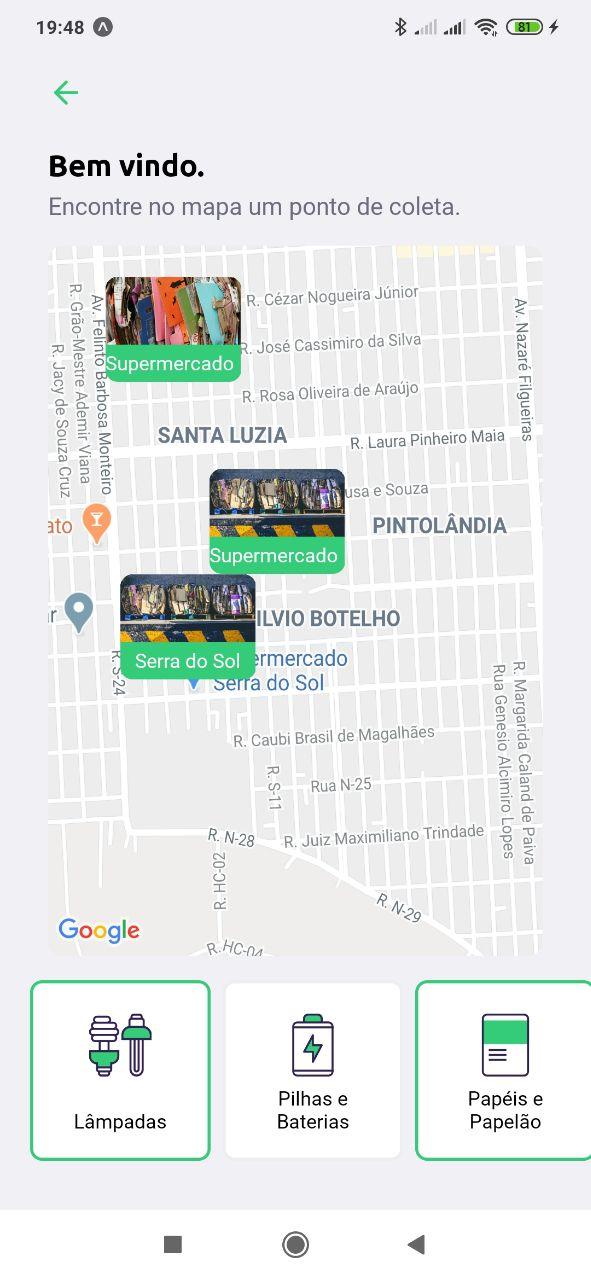 19:48
81
Bem vindo.
Encontre no mapa um ponto de coleta.
R. Cézar Nogueira Júnior
R. José Cassimiro da Silva
Supermercado
R. Rosa Oliveira de Araújo
R. Grão-Mestre Ademir Viana
Av. Felinto Barbosa Monteiro
R. Jacy de Souza Cruz
Av. Nazaré Filgueiras
SANTA LUZIA
R. Laura Pinheiro Maia
usa e Souza
ato
PINTOLÂNDIA
Supermercado
r
ILVIO BOTELHO
Serra do Sol
ermercado
Serra do Sol
R. S-24
R. Caubi Brasil de Magalhães
R. S-11
Rua N-25
Rua Genesio Alcimiro Lopes
R. Margarida Caland de Paiva
R. N-28
R. Juiz Maximiliano Trindade
R. HC-02
R. N-29
R. HC-04
Google
Lâmpadas
Pilhas e
Baterias
Papéis e
Papelão